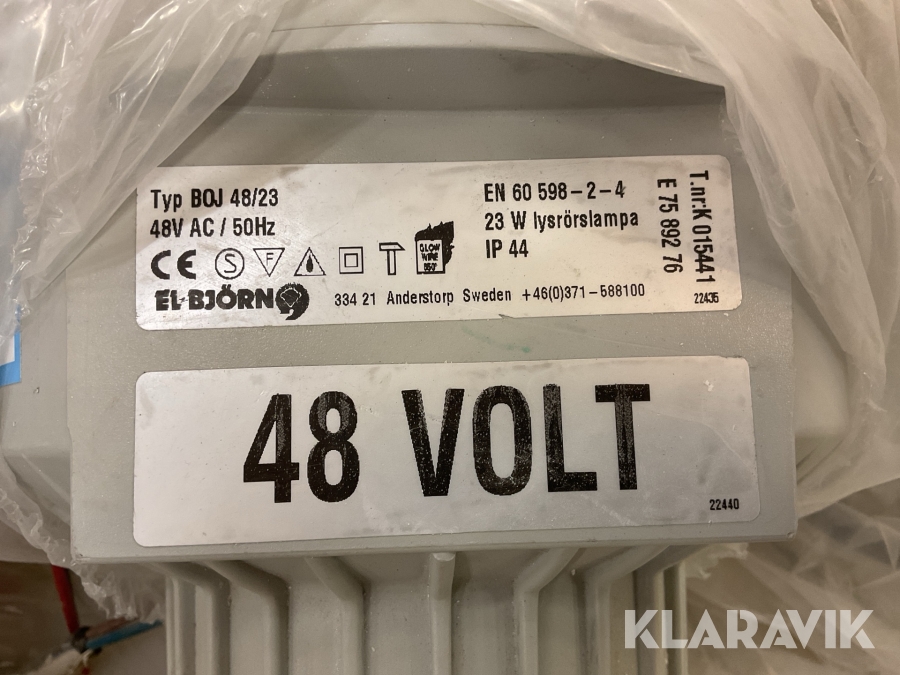 Typ BOJ 48/23
48V AC / 50Hz
CE S F GLOW WIRE
EL-BJÖRN
334 21 Anderstorp Sweden +46(0)371-588100
EN 60 598-2-4
23 W lysrörslampa
IP 44
T.nr:K 015441
E 75 892 76
22435
48 VOLT
22440
KLARAVIK